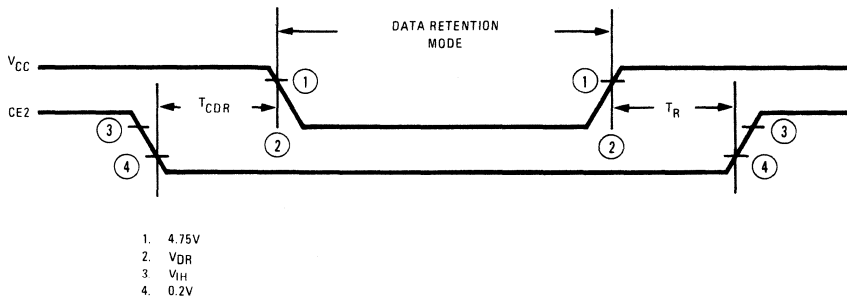 DATA RETENTION
MODE
VCC
1
1
TCDR
TR
CE2
3
2
2
3
4
4
1. 4.75V
2. VDR
3. VIH
4. 0.2V